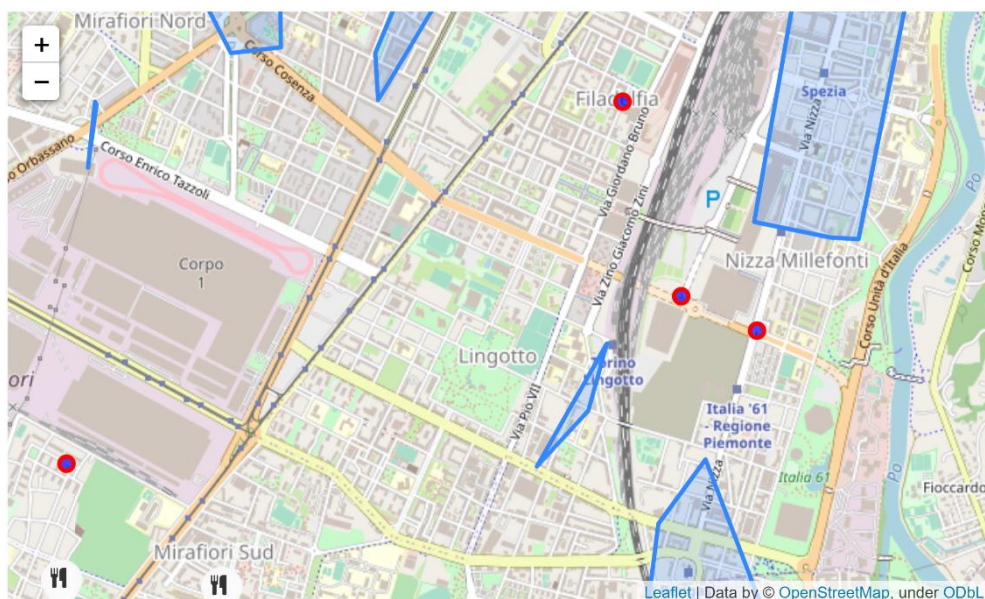 Mirafiori Nord
+
−
Corso Cosenza
Filadelfia
Spezia
Via Nizza
Po
Corso Orbassano
Corso Enrico Tazzoli
Via Giordano Bruno
P
Via Zino Giacomo Zini
Corpo
1
Nizza Millefonti
Corso Unità d'Italia
Lingotto
Torino
Lingotto
Via Pio VII
Italia '61
- Regione
Piemonte
Via Nizza
Italia 61
Po
Fioccardo
Mirafiori Sud
Leaflet | Data by © OpenStreetMap, under ODbL